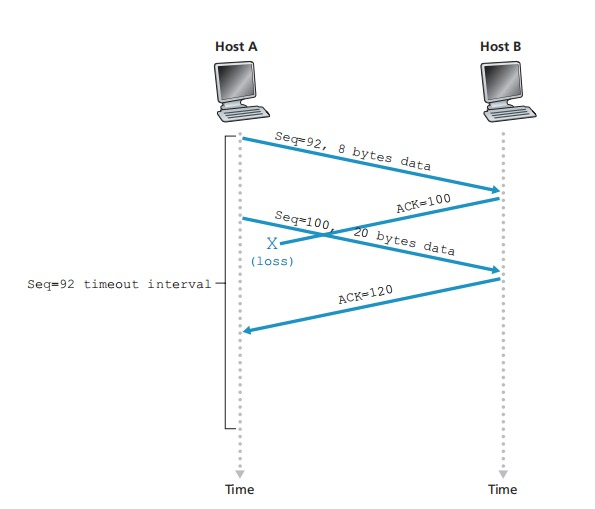 Host A
Host B
Seq=92, 8 bytes data
ACK=100
Seq=100, 20 bytes data
X
(loss)
Seq=92 timeout interval
ACK=120
Time
Time